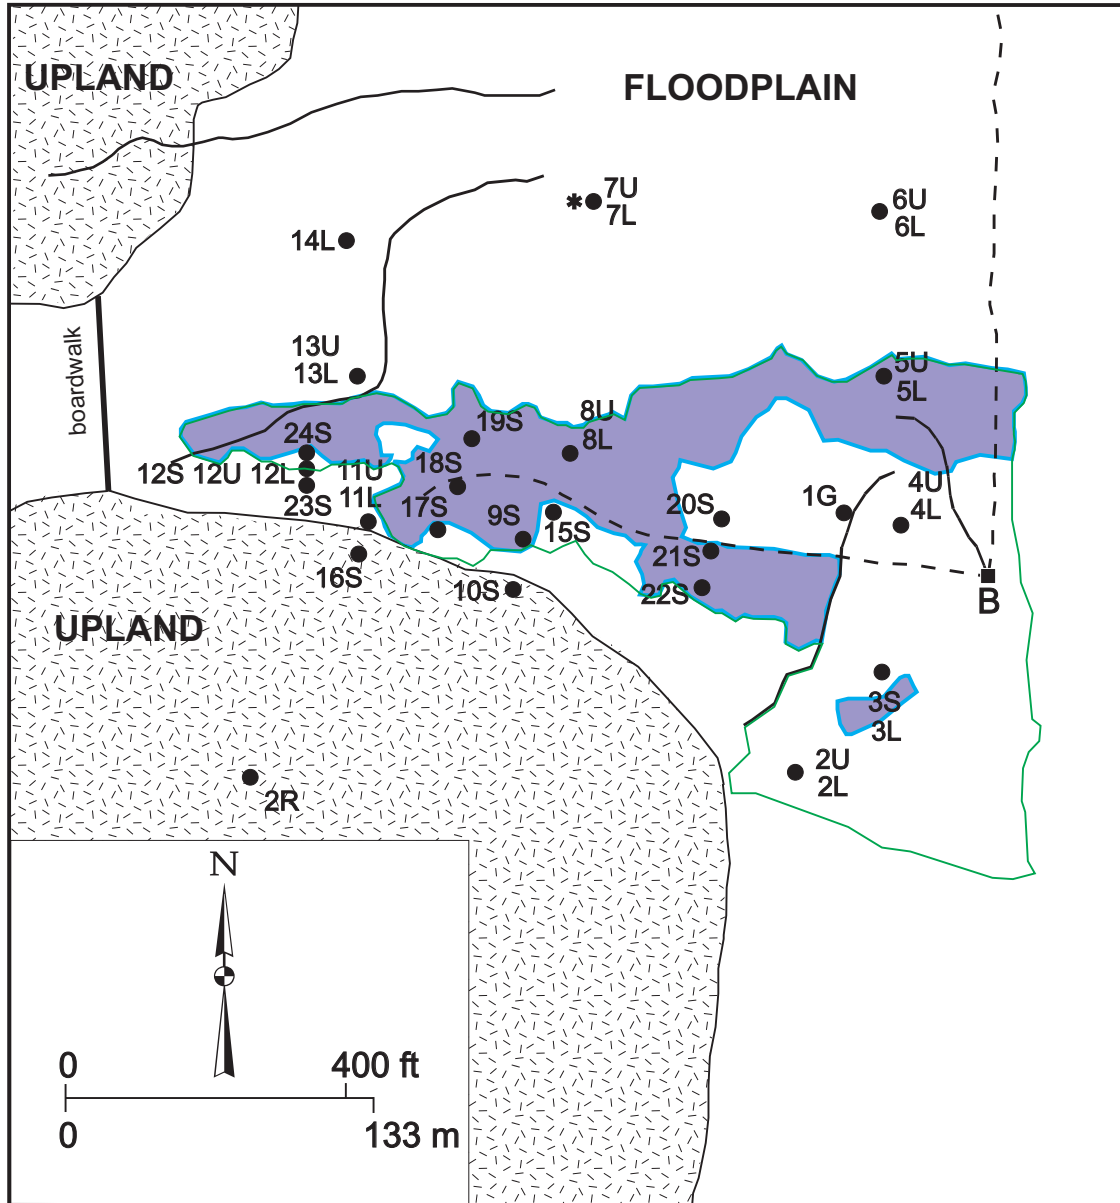 UPLAND
FLOODPLAIN
* 7U
7L
6U
6L
14L
boardwalk
13U
13L
5U
5L
19S
8U
8L
24S
12S 12U 12L
11U
11L
18S
23S
17S
9S
15S
20S
1G
4U
4L
21S
16S
10S
22S
B
UPLAND
3S
3L
2U
2L
2R
N
0 400 ft
0 133 m